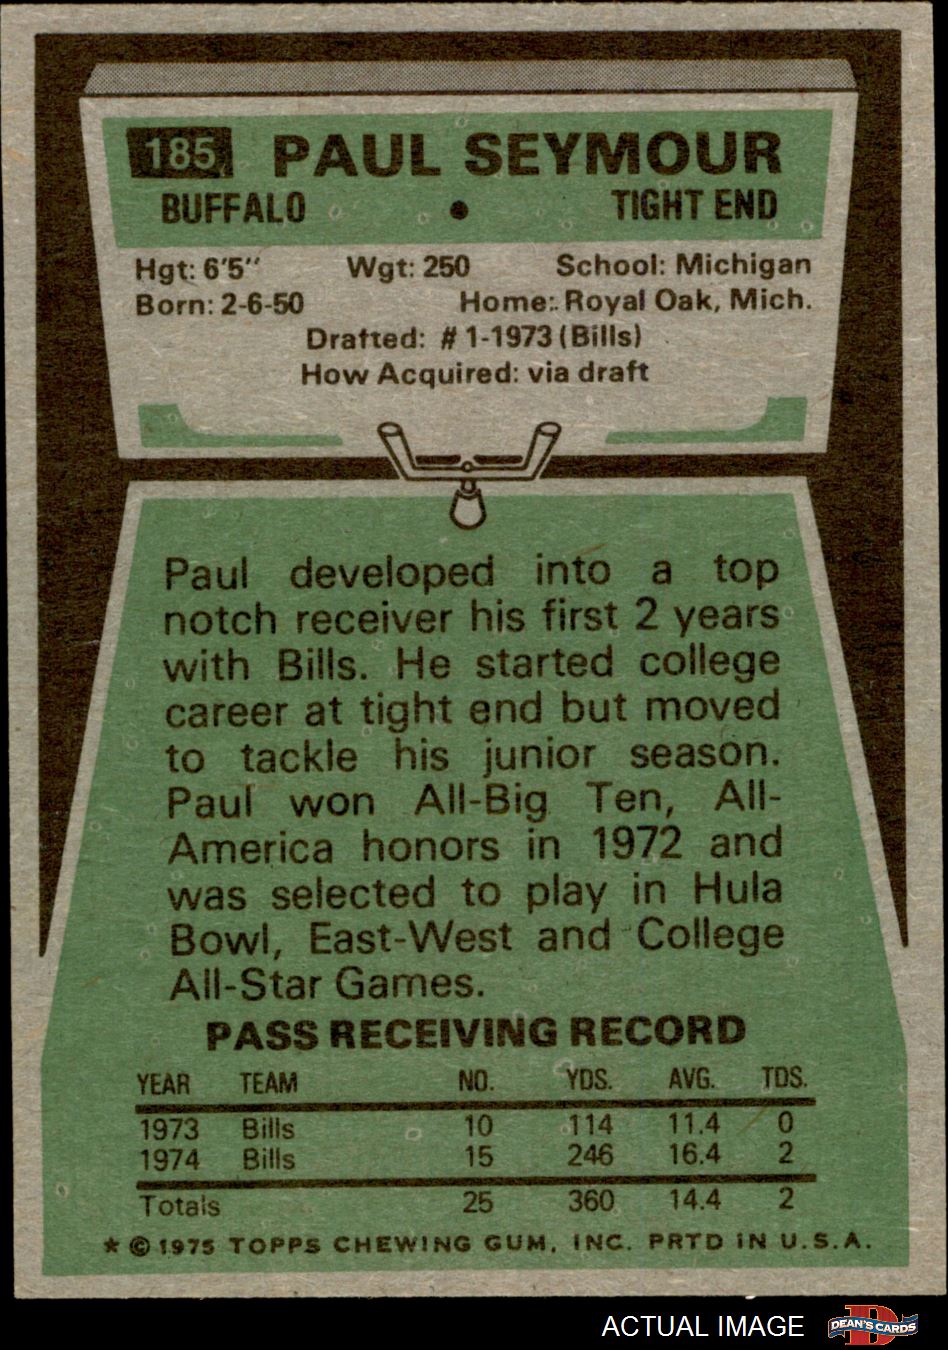 185 PAUL SEYMOUR
BUFFALO • TIGHT END
Hgt: 6'5" Wgt: 250 School: Michigan
Born: 2-6-50 Home: Royal Oak, Mich.
Drafted: #1-1973 (Bills)
How Acquired: via draft
Paul developed into a top
notch receiver his first 2 years
with Bills. He started college
career at tight end but moved
to tackle his junior season.
Paul won All-Big Ten, All-
America honors in 1972 and
was selected to play in Hula
Bowl, East-West and College
All-Star Games.
PASS RECEIVING RECORD
YEAR TEAM NO. YDS. AVG. TDS.
1973 Bills 10 114 11.4 0
1974 Bills 15 246 16.4 2
Totals 25 360 14.4 2
* © 1975 TOPPS CHEWING GUM, INC. PRTD IN U.S.A.
ACTUAL IMAGE D DEAN'S CARDS